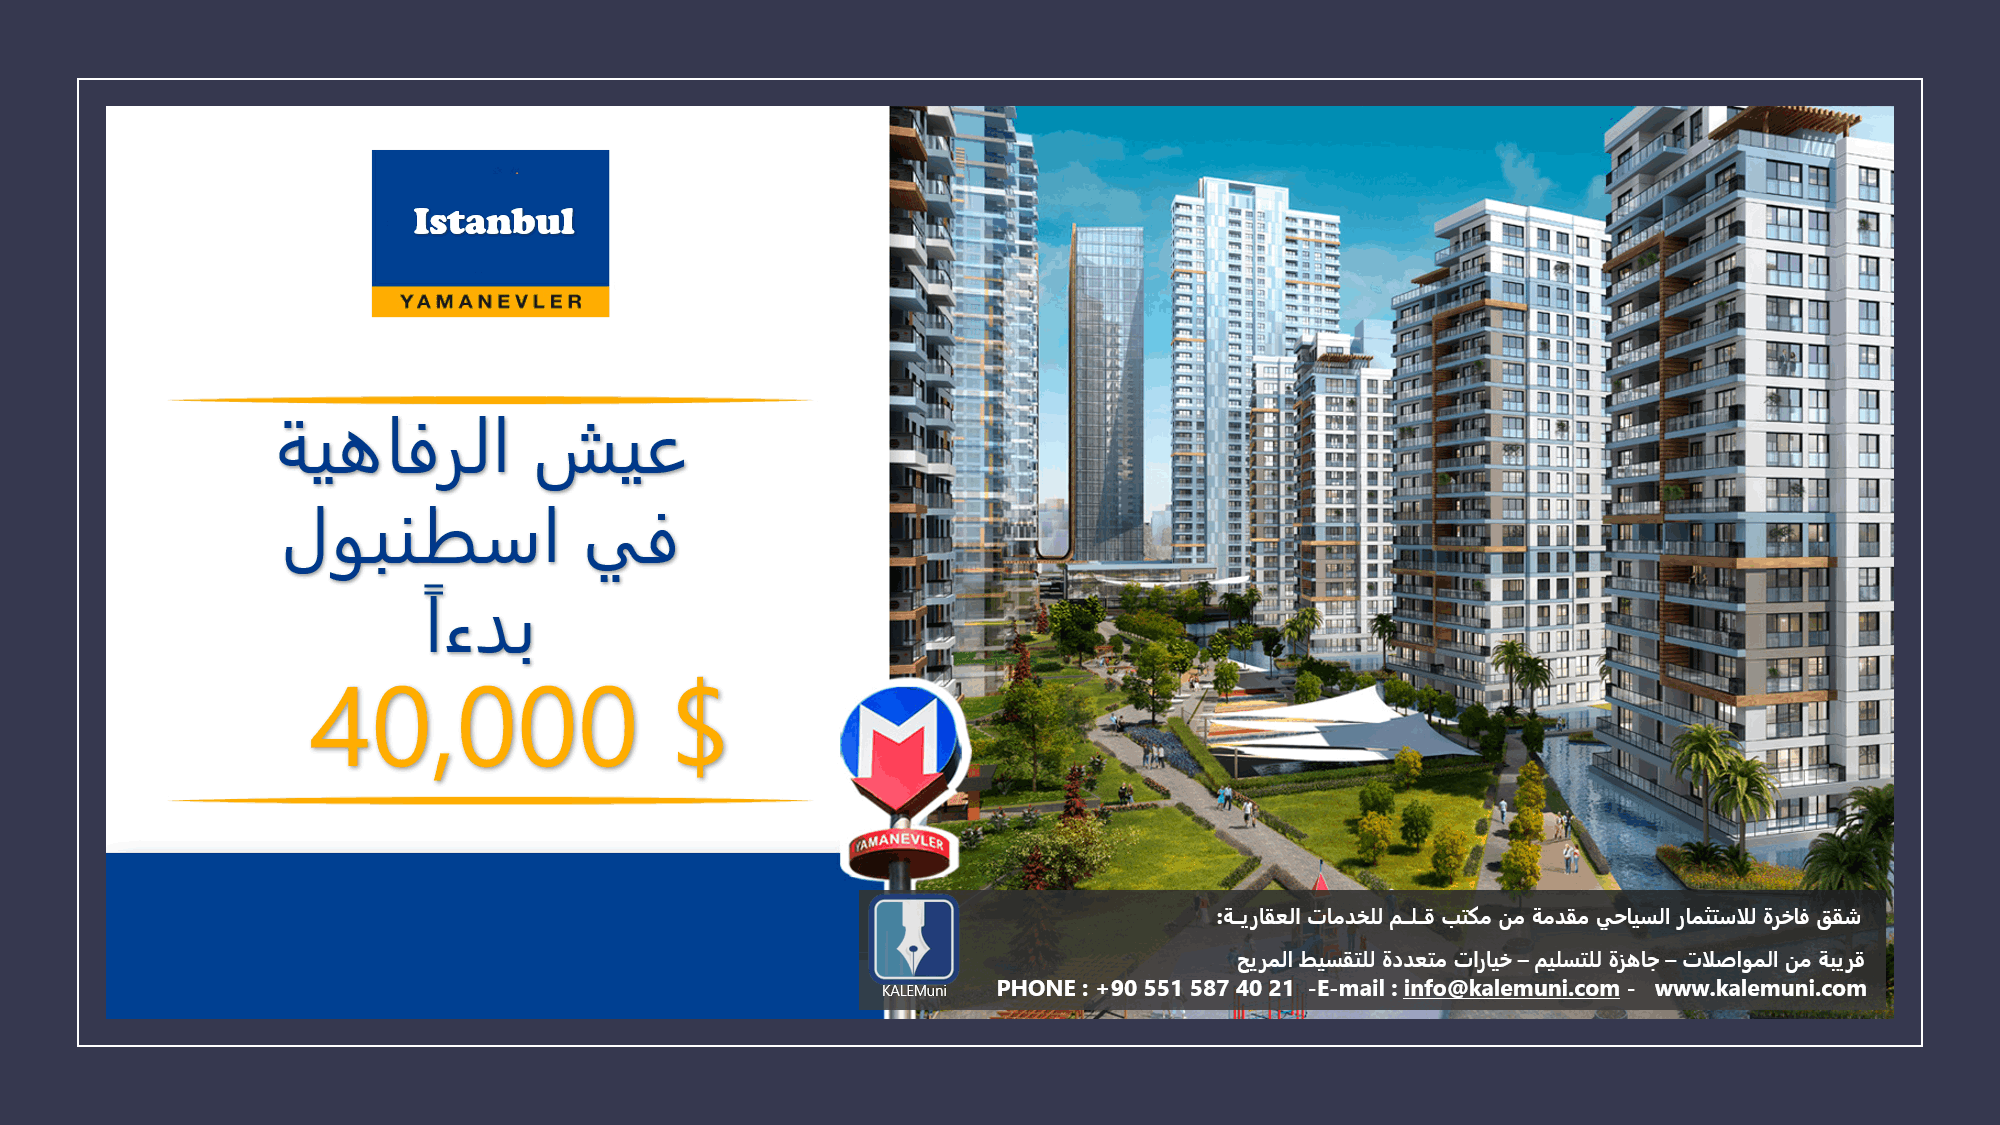 Istanbul
YAMANEVLER
عيش الرفاهية
في اسطنبول
بدءاً
40,000 $
M
YAMANEVLER
KALEMuni
شقق فاخرة للاستثمار السياحي مقدمة من مكتب قــلــم للخدمات العقاريــة:
قريبة من المواصلات – جاهزة للتسليم – خيارات متعددة للتقسيط المريح
PHONE : +90 551 587 40 21 -E-mail : info@kalemuni.com - www.kalemuni.com